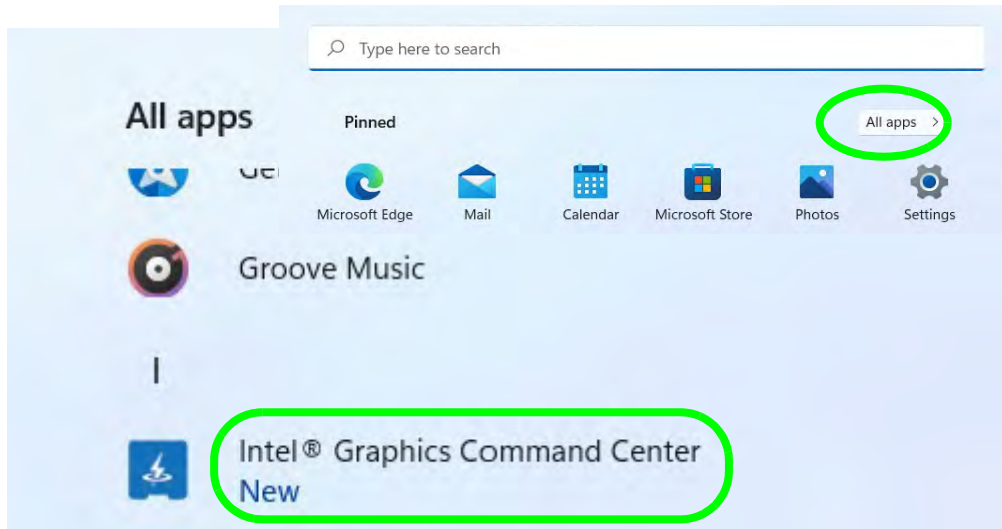 Type here to search
All apps
Pinned
All apps >
Microsoft Edge
Mail
Calendar
Microsoft Store
Photos
Settings
Groove Music
I
Intel® Graphics Command Center
New